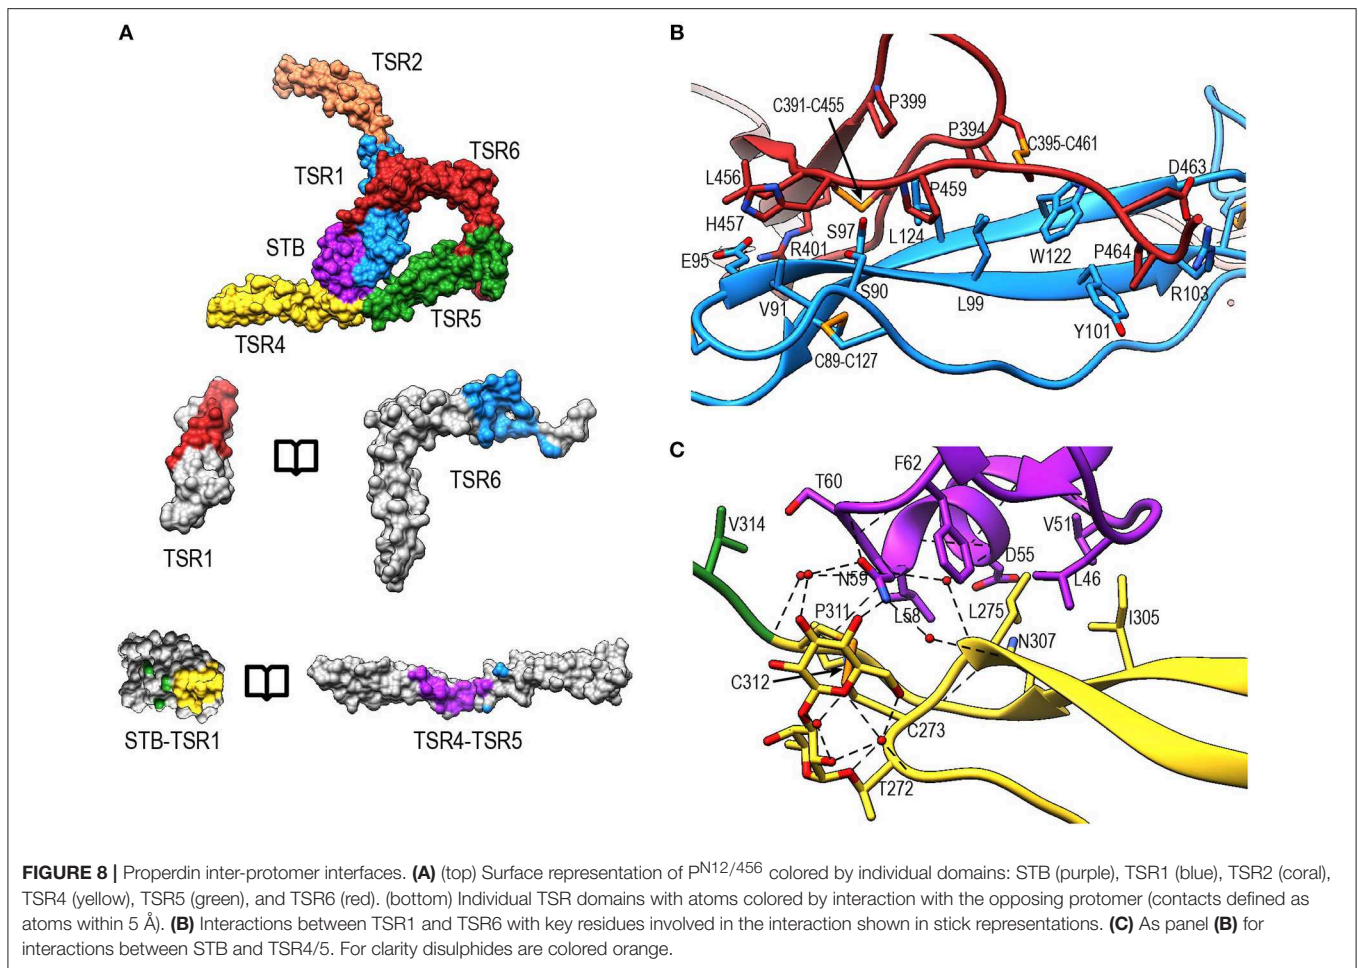 A
TSR2
TSR6
TSR1
STB
TSR5
TSR4
TSR1
TSR6
STB-TSR1
TSR4-TSR5
B
C391-C455
P399
P394
C395-C461
L456
P459
D463
H457
S97
L124
E95
R401
W122
P464
V91
S90
L99
R103
Y101
C89-C127
C
F62
T60
V314
V51
D55
N59
L46
P311
L58
L275
I305
N307
C312
C273
T272
FIGURE 8 | Properdin inter-protomer interfaces. (A) (top) Surface representation of P^N12/456 colored by individual domains: STB (purple), TSR1 (blue), TSR2 (coral),
TSR4 (yellow), TSR5 (green), and TSR6 (red). (bottom) Individual TSR domains with atoms colored by interaction with the opposing protomer (contacts defined as
atoms within 5 Å). (B) Interactions between TSR1 and TSR6 with key residues involved in the interaction shown in stick representations. (C) As panel (B) for
interactions between STB and TSR4/5. For clarity disulphides are colored orange.